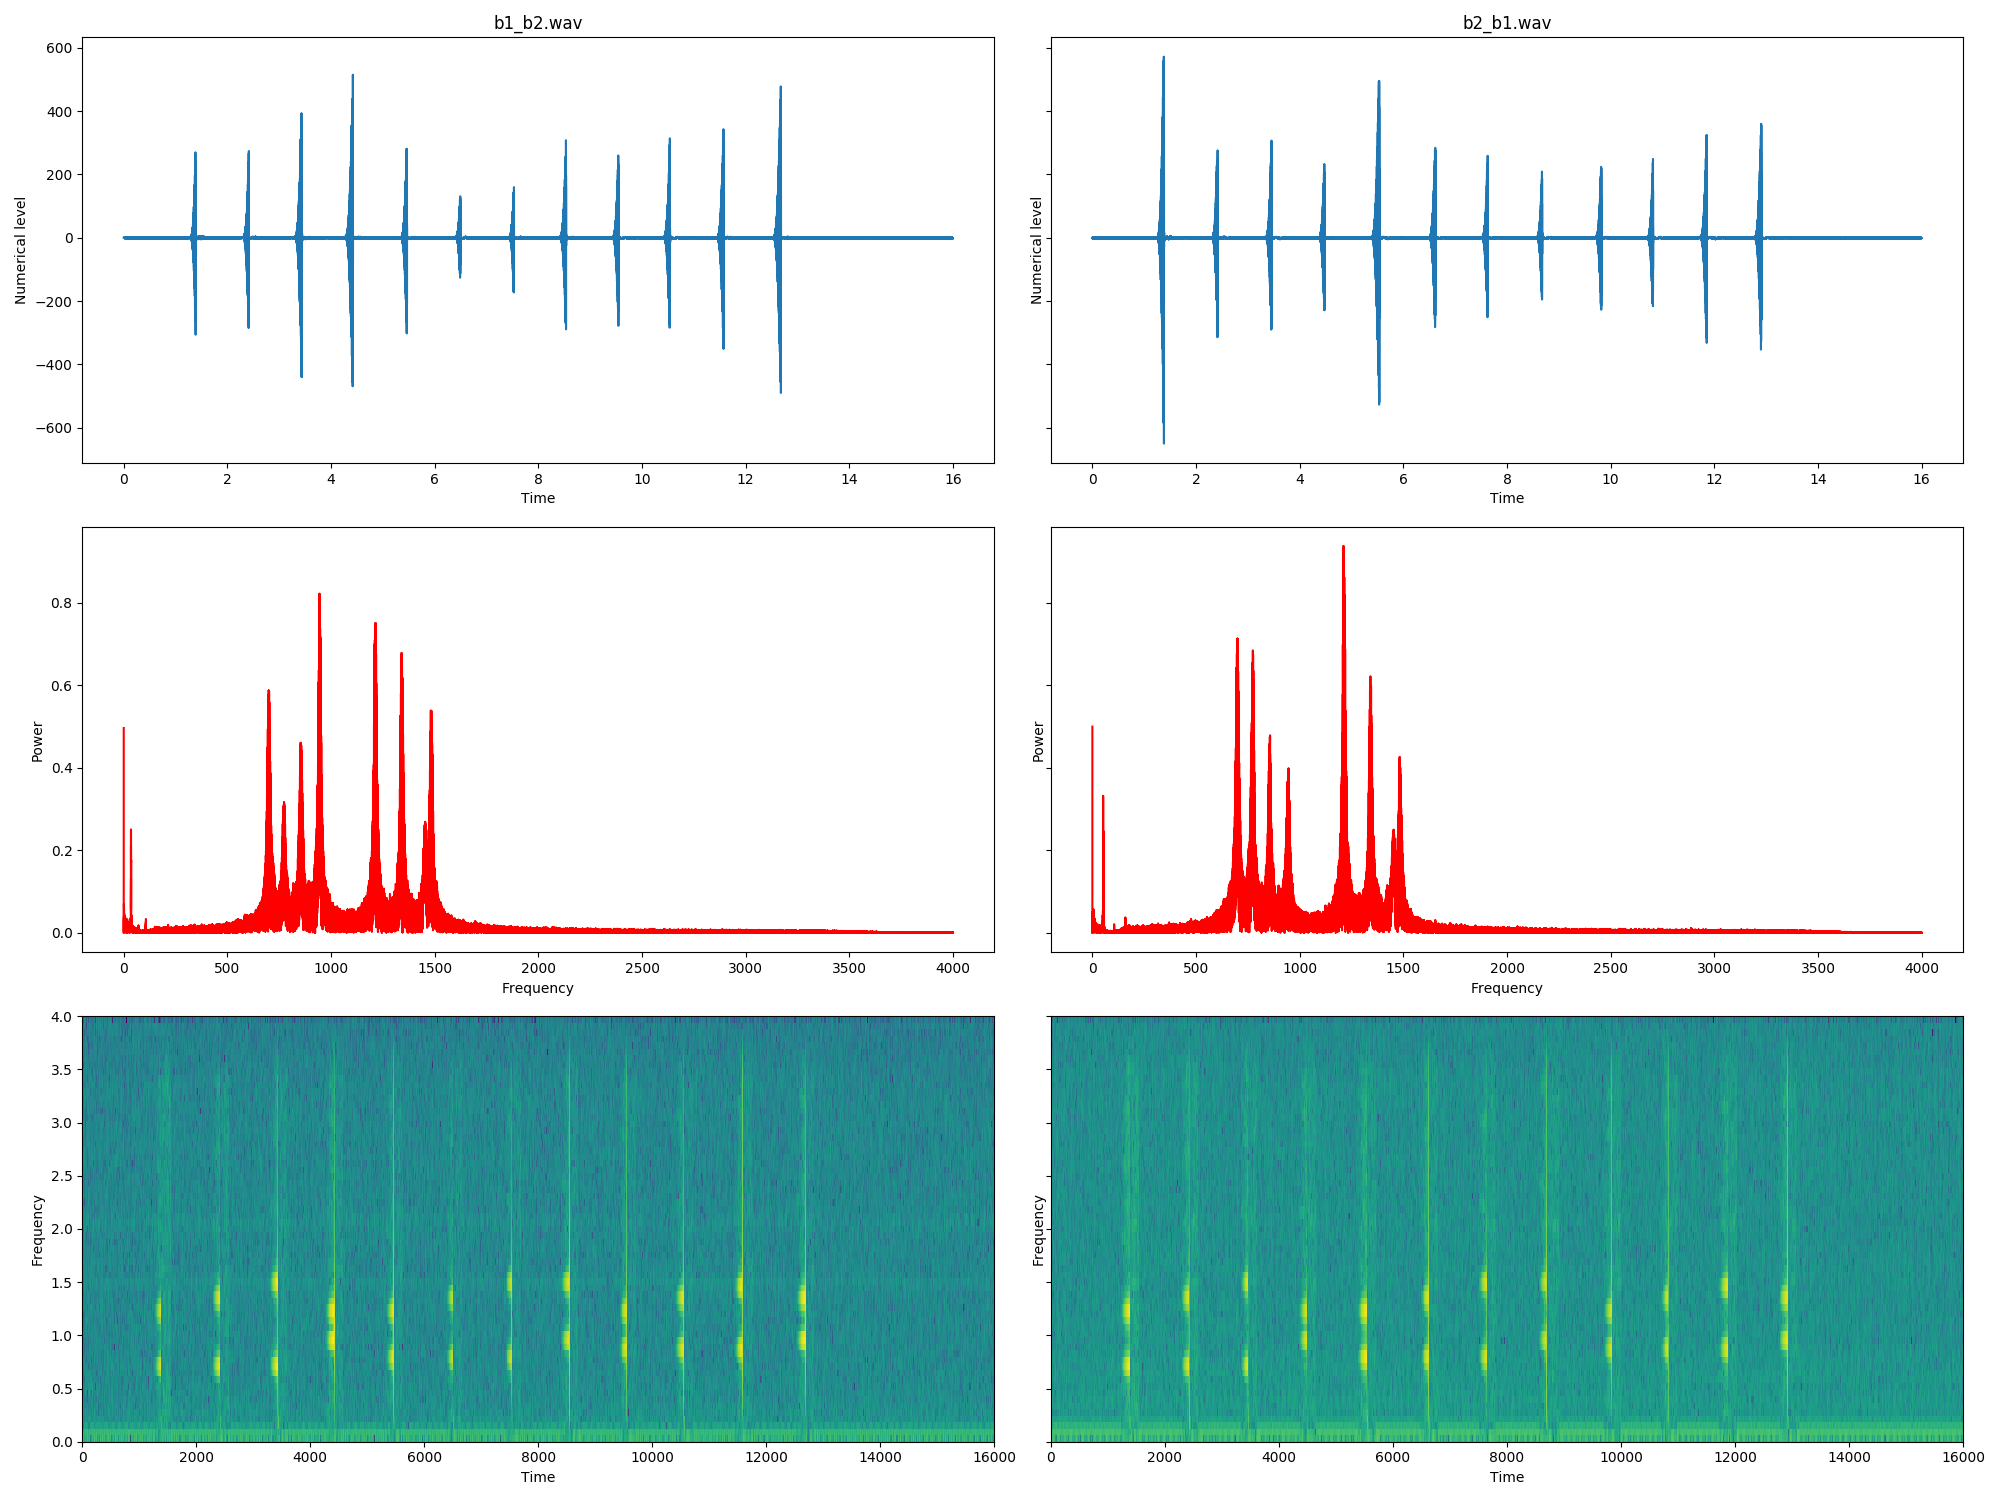 b1_b2.wav
b2_b1.wav
600
400
200
0
−200
−400
−600
Numerical level
Numerical level
0 2 4 6 8 10 12 14 16
0 2 4 6 8 10 12 14 16
Time
Time
0.8
0.6
0.4
0.2
0.0
Power
Power
0 500 1000 1500 2000 2500 3000 3500 4000
0 500 1000 1500 2000 2500 3000 3500 4000
Frequency
Frequency
4.0
3.5
3.0
2.5
2.0
1.5
1.0
0.5
0.0
Frequency
Frequency
0 2000 4000 6000 8000 10000 12000 14000 16000
0 2000 4000 6000 8000 10000 12000 14000 16000
Time
Time